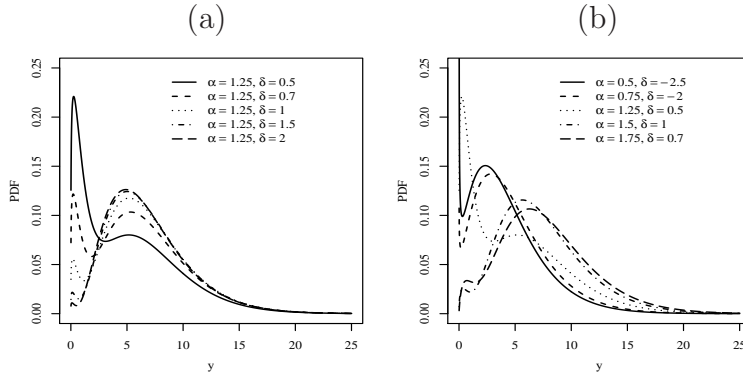 (a)
α = 1.25, δ = 0.5
α = 1.25, δ = 0.7
α = 1.25, δ = 1
α = 1.25, δ = 1.5
α = 1.25, δ = 2
PDF
0.25
0.20
0.15
0.10
0.05
0.00
0 5 10 15 20 25
y
(b)
α = 0.5, δ = −2.5
α = 0.75, δ = −2
α = 1.25, δ = 0.5
α = 1.5, δ = 1
α = 1.75, δ = 0.7
PDF
0.25
0.20
0.15
0.10
0.05
0.00
0 5 10 15 20 25
y